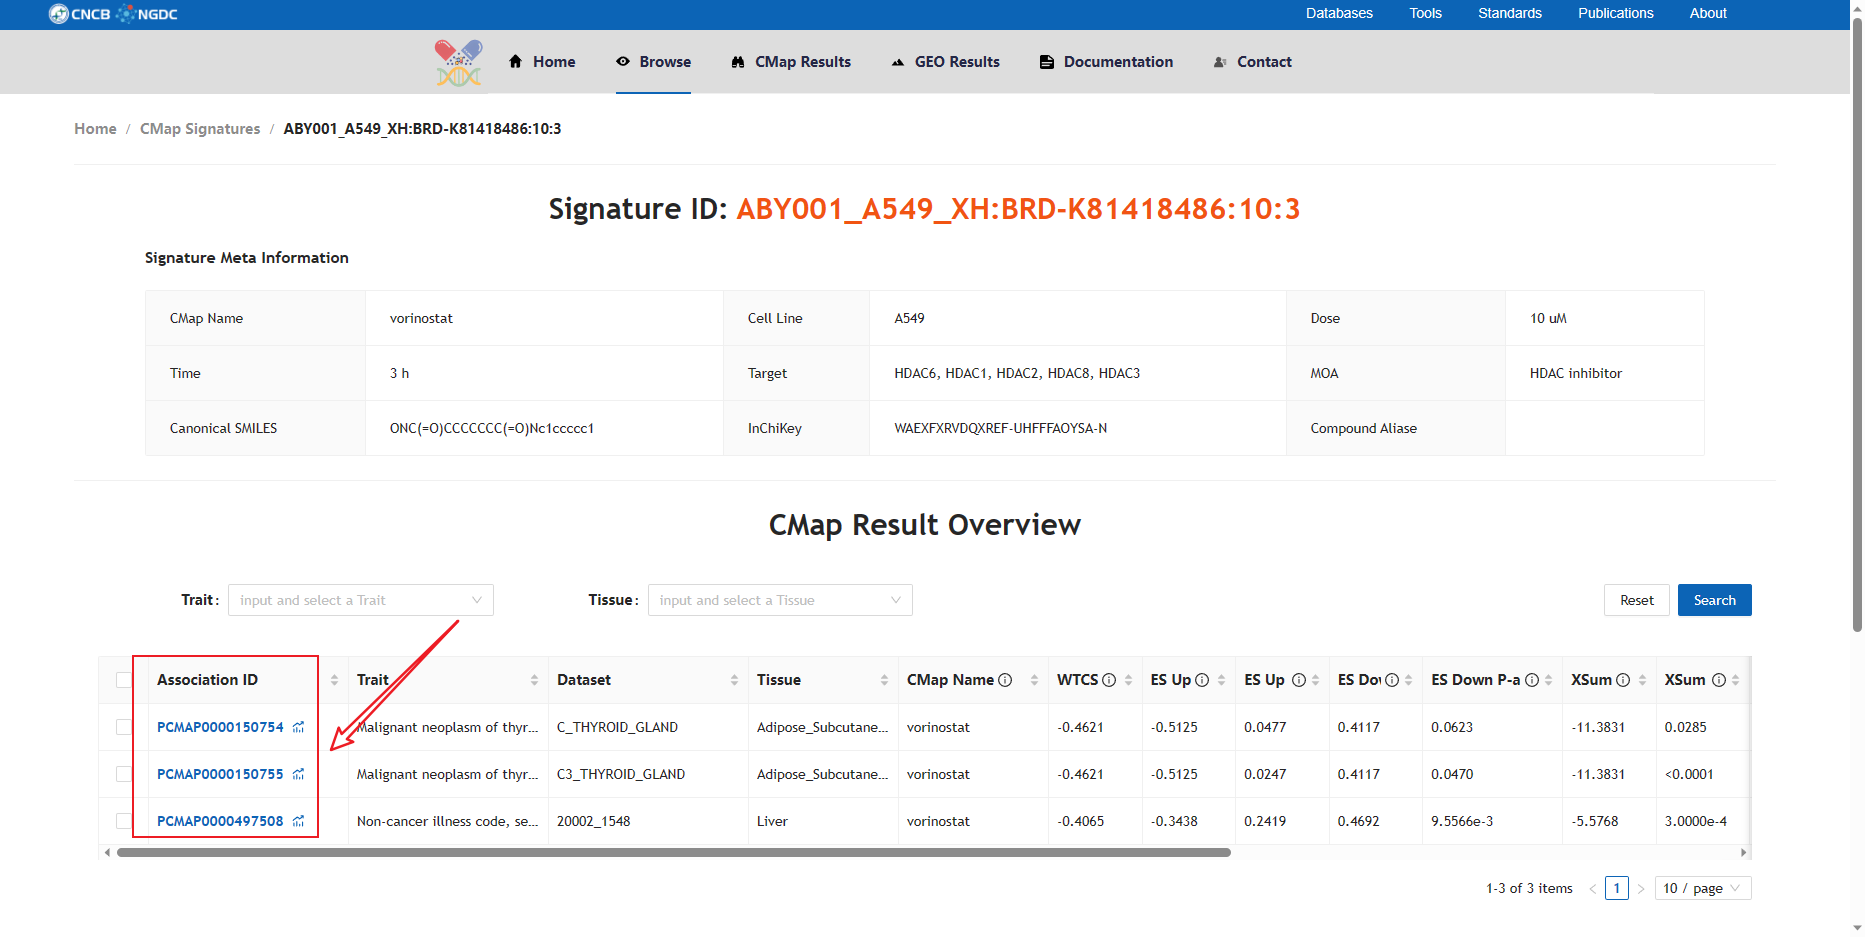 CNCB NGDC Databases Tools Standards Publications About
Home Browse CMap Results GEO Results Documentation Contact
Home / CMap Signatures / ABY001_A549_XH:BRD-K81418486:10:3
Signature ID: ABY001_A549_XH:BRD-K81418486:10:3
Signature Meta Information
CMap Name vorinostat Cell Line A549 Dose 10 uM
Time 3 h Target HDAC6, HDAC1, HDAC2, HDAC8, HDAC3 MOA HDAC inhibitor
Canonical SMILES ONC(=O)CCCCCCC(=O)Nc1ccccc1 InChiKey WAEXFXRVDQXREF-UHFFFAOYSA-N Compound Aliase
CMap Result Overview
Trait: input and select a Trait Tissue: input and select a Tissue Reset Search
Association ID Trait Dataset Tissue CMap Name WTCS ES Up ES Up ES Dov ES Down P-a XSum XSum
PCMAP0000150754 Malignant neoplasm of thyr... C_THYROID_GLAND Adipose_Subcutane... vorinostat -0.4621 -0.5125 0.0477 0.4117 0.0623 -11.3831 0.0285
PCMAP0000150755 Malignant neoplasm of thyr... C3_THYROID_GLAND Adipose_Subcutane... vorinostat -0.4621 -0.5125 0.0247 0.4117 0.0470 -11.3831 <0.0001
PCMAP0000497508 Non-cancer illness code, se... 20002_1548 Liver vorinostat -0.4065 -0.3438 0.2419 0.4692 9.5566e-3 -5.5768 3.0000e-4
1-3 of 3 items < 1 > 10 / page